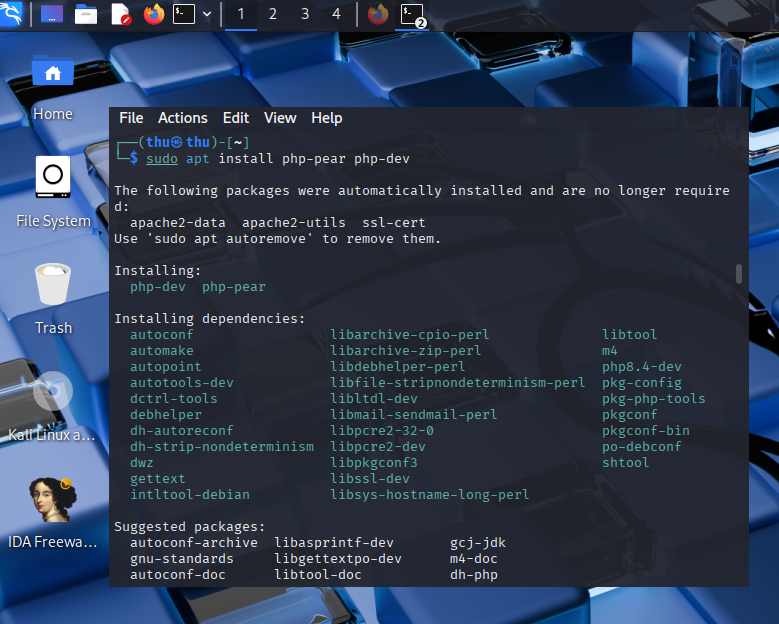 1 2 3 4 2
Home
File System
Trash
Kali Linux a...
IDA Freewa...
File Actions Edit View Help
┌──(thu㉿thu)-[~]
└─$ sudo apt install php-pear php-dev
The following packages were automatically installed and are no longer require
d:
apache2-data apache2-utils ssl-cert
Use 'sudo apt autoremove' to remove them.
Installing:
php-dev php-pear
Installing dependencies:
autoconf libarchive-cpio-perl libtool
automake libarchive-zip-perl m4
autopoint libdebhelper-perl php8.4-dev
autotools-dev libfile-stripnondeterminism-perl pkg-config
dctrl-tools libltdl-dev pkg-php-tools
debhelper libmail-sendmail-perl pkgconf
dh-autoreconf libpcre2-32-0 pkgconf-bin
dh-strip-nondeterminism libpcre2-dev po-debconf
dwz libpkgconf3 shtool
gettext libssl-dev
intltool-debian libsys-hostname-long-perl
Suggested packages:
autoconf-archive libasprintf-dev gcj-jdk
gnu-standards libgettextpo-dev m4-doc
autoconf-doc libtool-doc dh-php